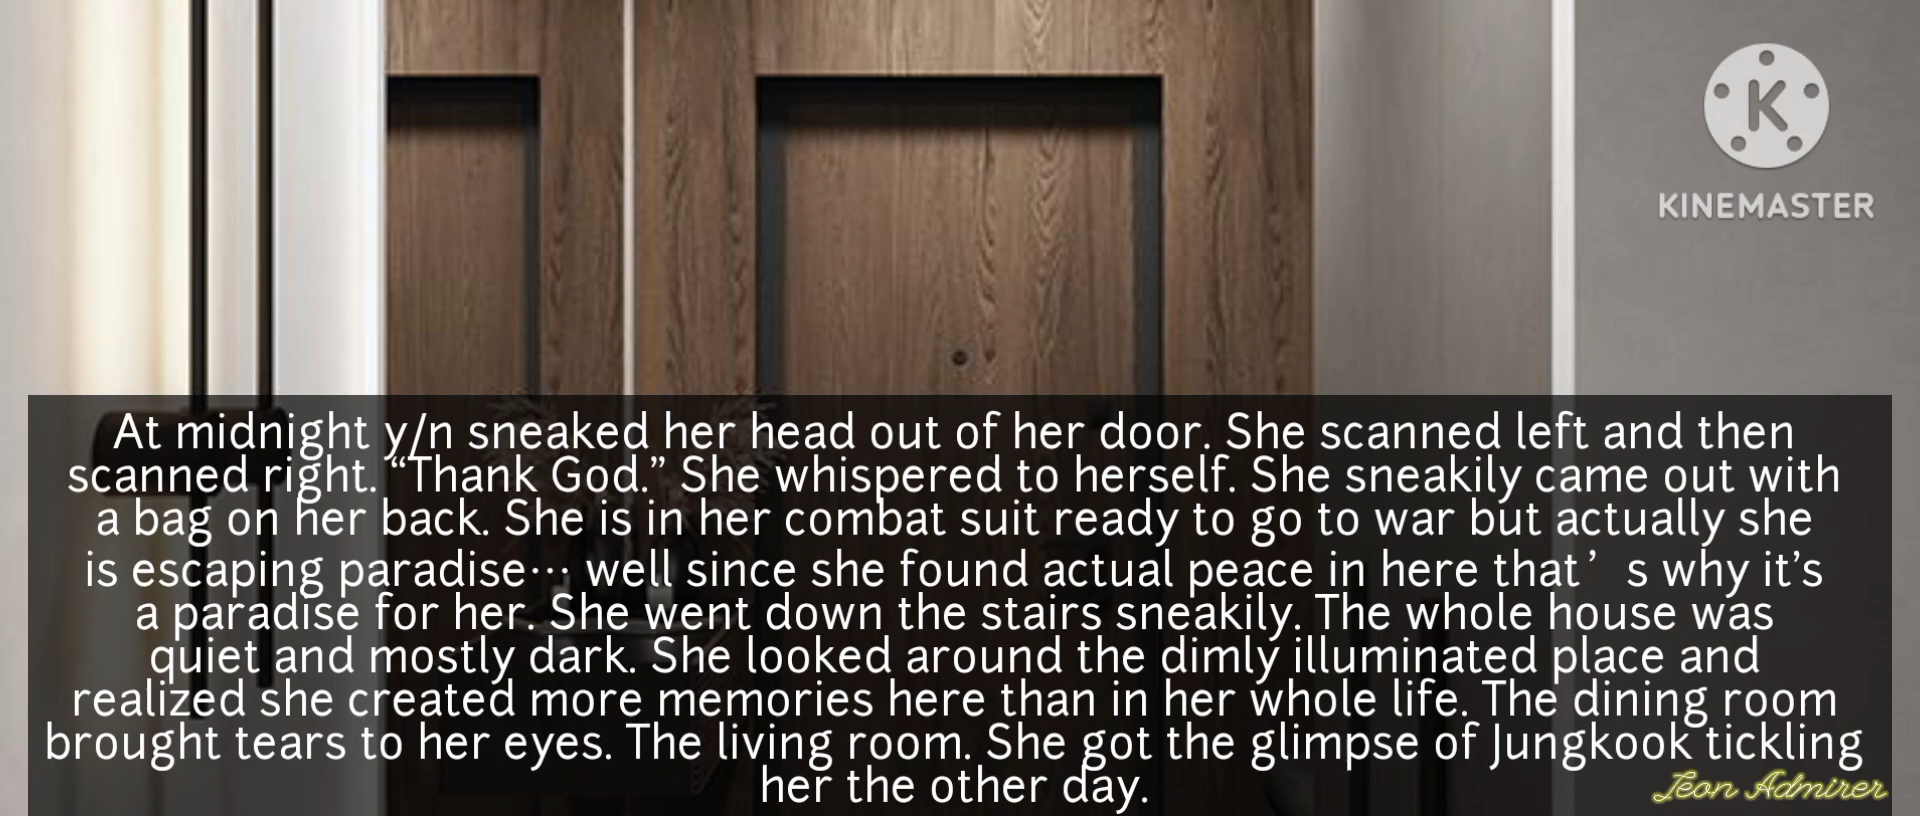 KINEMASTER
At midnight y/n sneaked her head out of her door. She scanned left and then
scanned right. “Thank God.” She whispered to herself. She sneakily came out with
a bag on her back. She is in her combat suit ready to go to war but actually she
is escaping paradise… well since she found actual peace in here that’s why it’s
a paradise for her. She went down the stairs sneakily. The whole house was
quiet and mostly dark. She looked around the dimly illuminated place and
realized she created more memories here than in her whole life. The dining room
brought tears to her eyes. The living room. She got the glimpse of Jungkook tickling
her the other day.
Jeon Admirer